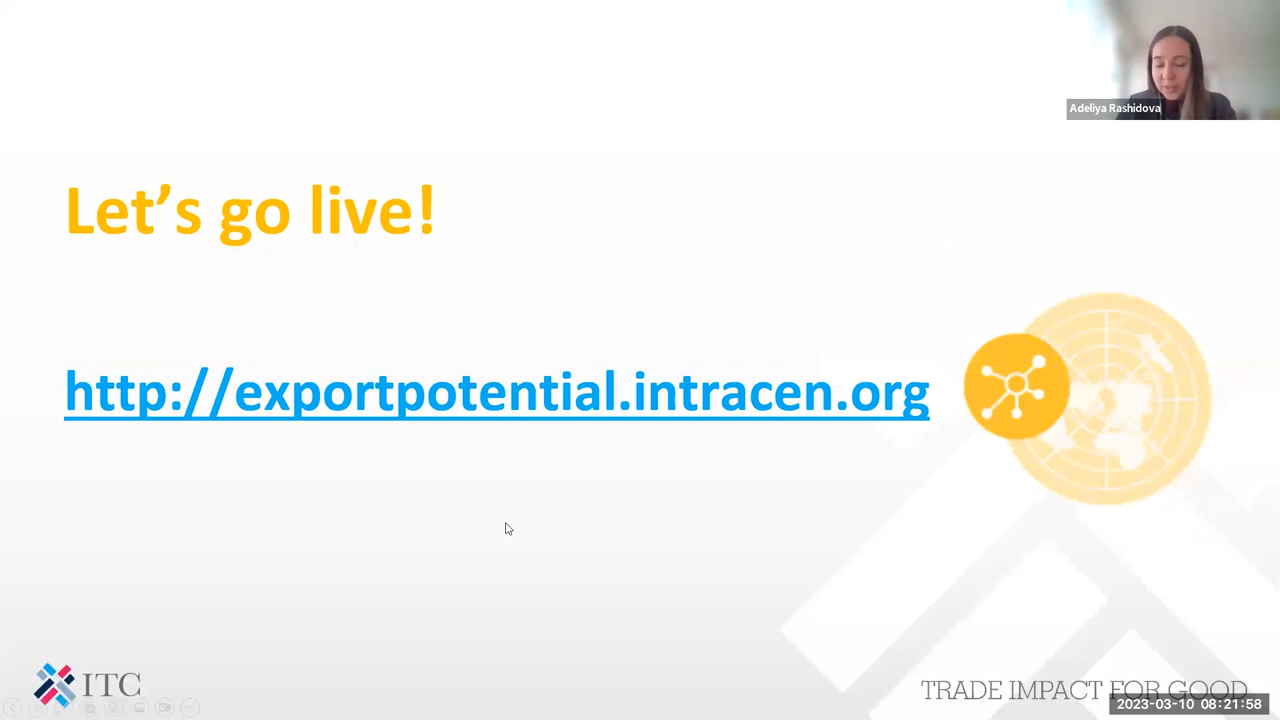 Adeliya Rashidova
Let's go live!
http://exportpotential.intracen.org
ITC
TRADE IMPACT FOR GOOD
2023-03-10 08:21:58